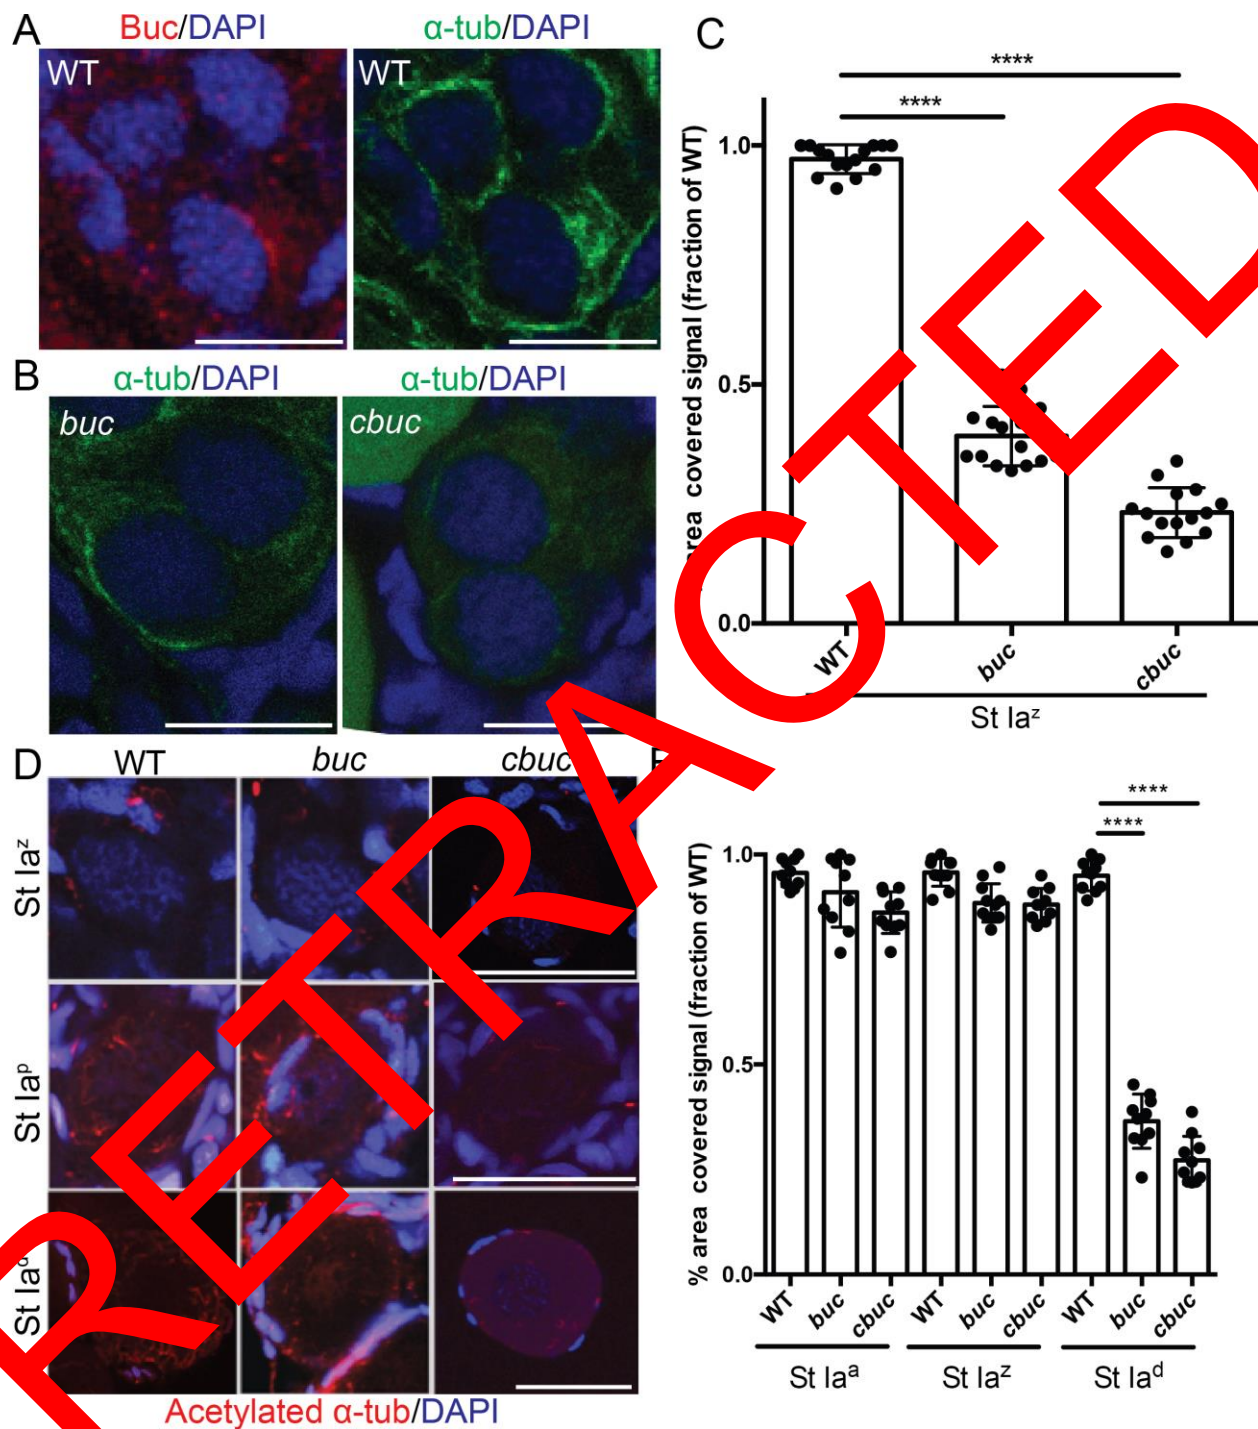 A
Buc/DAPI
α-tub/DAPI
WT
WT
B
α-tub/DAPI
α-tub/DAPI
buc
cbuc
C
****
****
area covered signal (fraction of WT)
1.0
0.5
0.0
WT
buc
cbuc
St Iaᶻ
D
WT
buc
cbuc
St Iaᶻ
St Iaᵖ
St Iaᵈ
Acetylated α-tub/DAPI
****
****
% area covered signal (fraction of WT)
1.0
0.5
0.0
WT
buc
cbuc
WT
buc
cbuc
WT
buc
cbuc
St Iaᵃ
St Iaᶻ
St Iaᵈ
RETRACTED